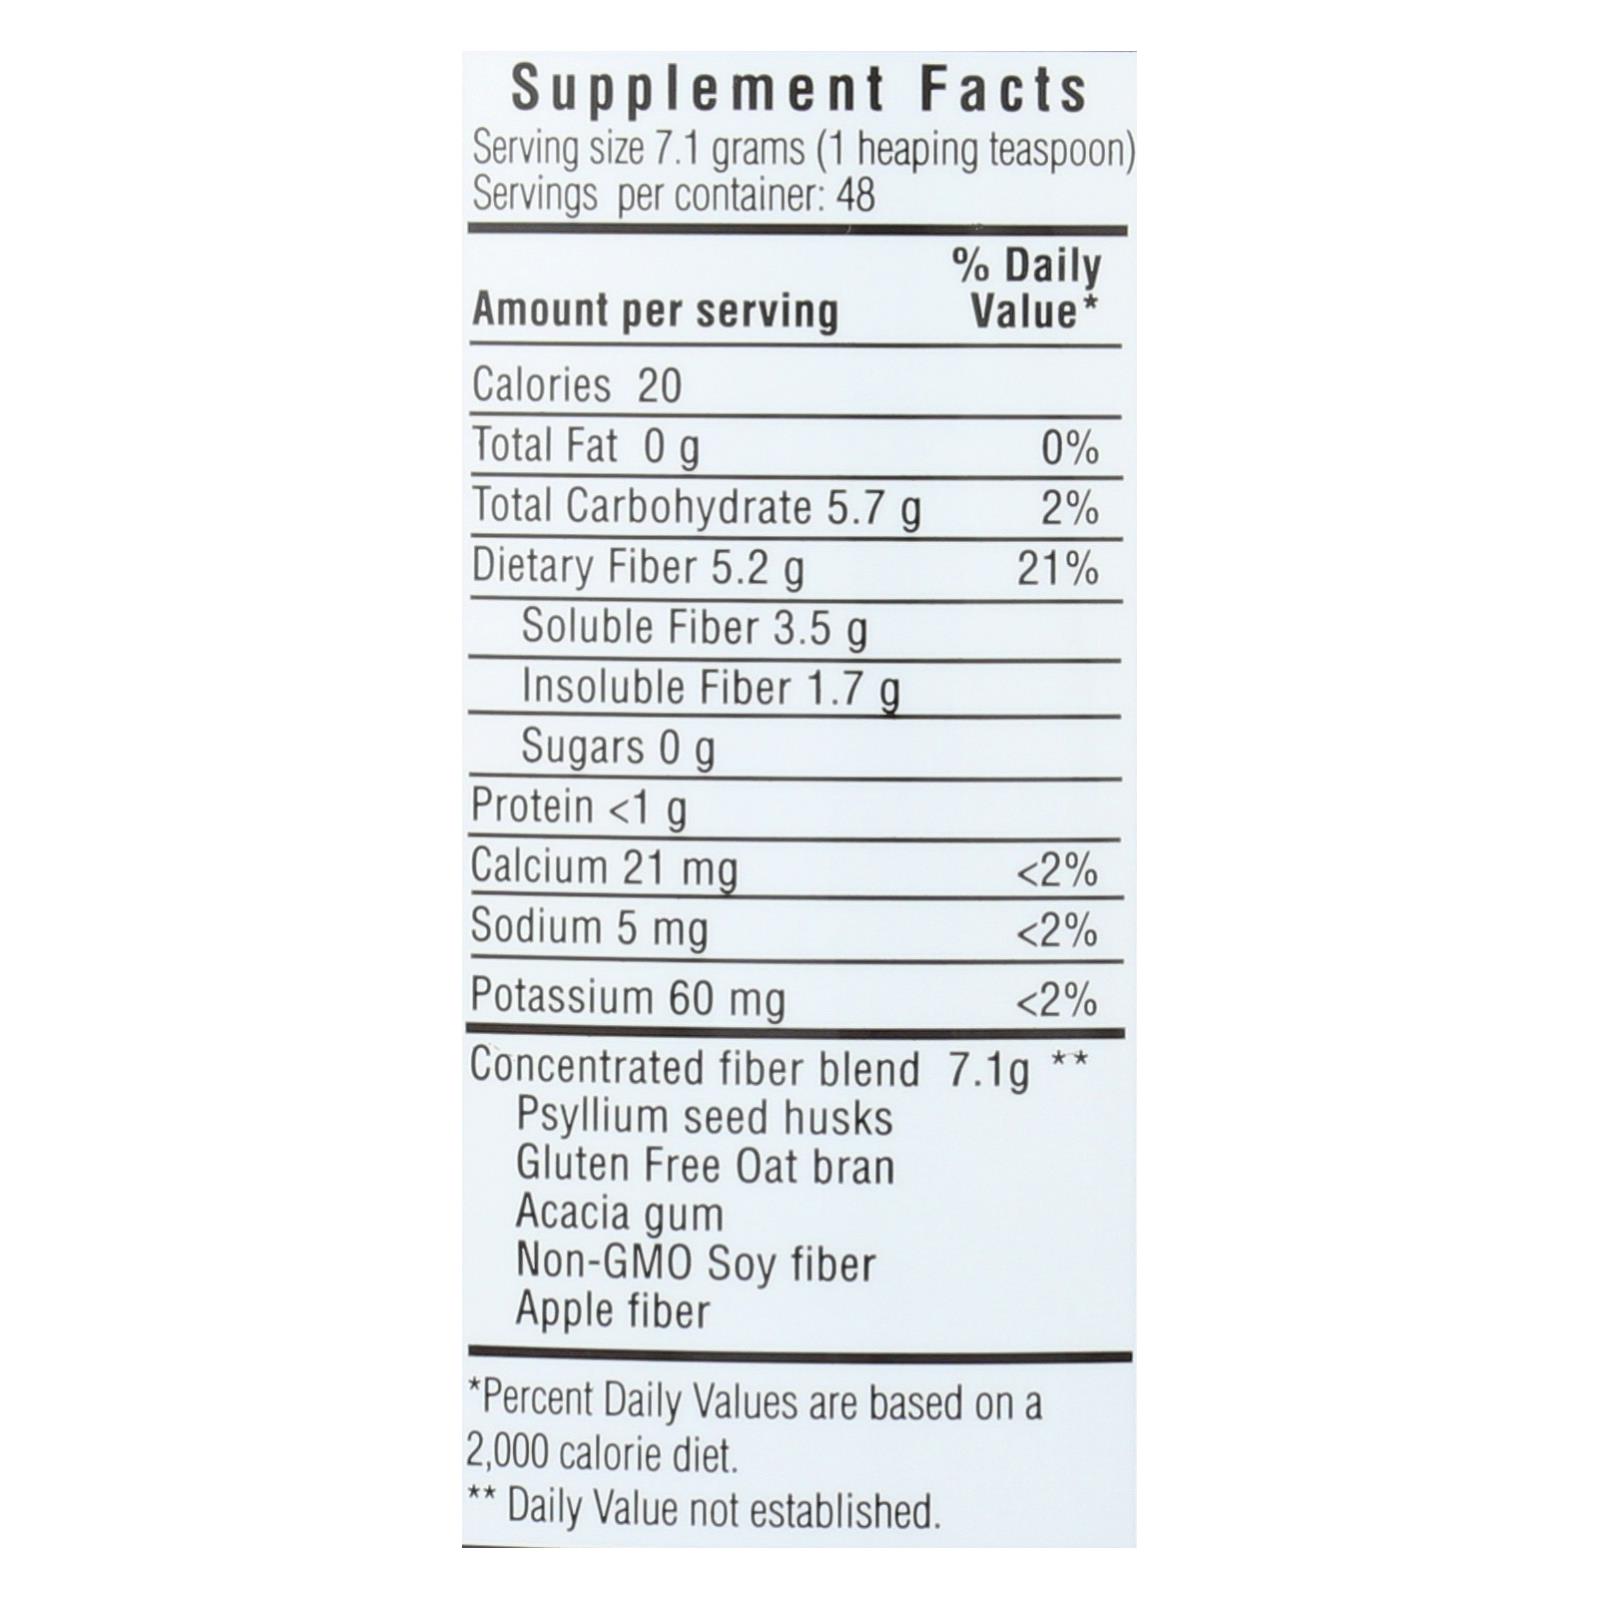 Supplement Facts
Serving size 7.1 grams (1 heaping teaspoon)
Servings per container: 48
% Daily
Amount per serving Value*
Calories 20
Total Fat 0 g 0%
Total Carbohydrate 5.7 g 2%
Dietary Fiber 5.2 g 21%
Soluble Fiber 3.5 g
Insoluble Fiber 1.7 g
Sugars 0 g
Protein <1 g
Calcium 21 mg <2%
Sodium 5 mg <2%
Potassium 60 mg <2%
Concentrated fiber blend 7.1g **
Psyllium seed husks
Gluten Free Oat bran
Acacia gum
Non-GMO Soy fiber
Apple fiber
*Percent Daily Values are based on a
2,000 calorie diet.
** Daily Value not established.